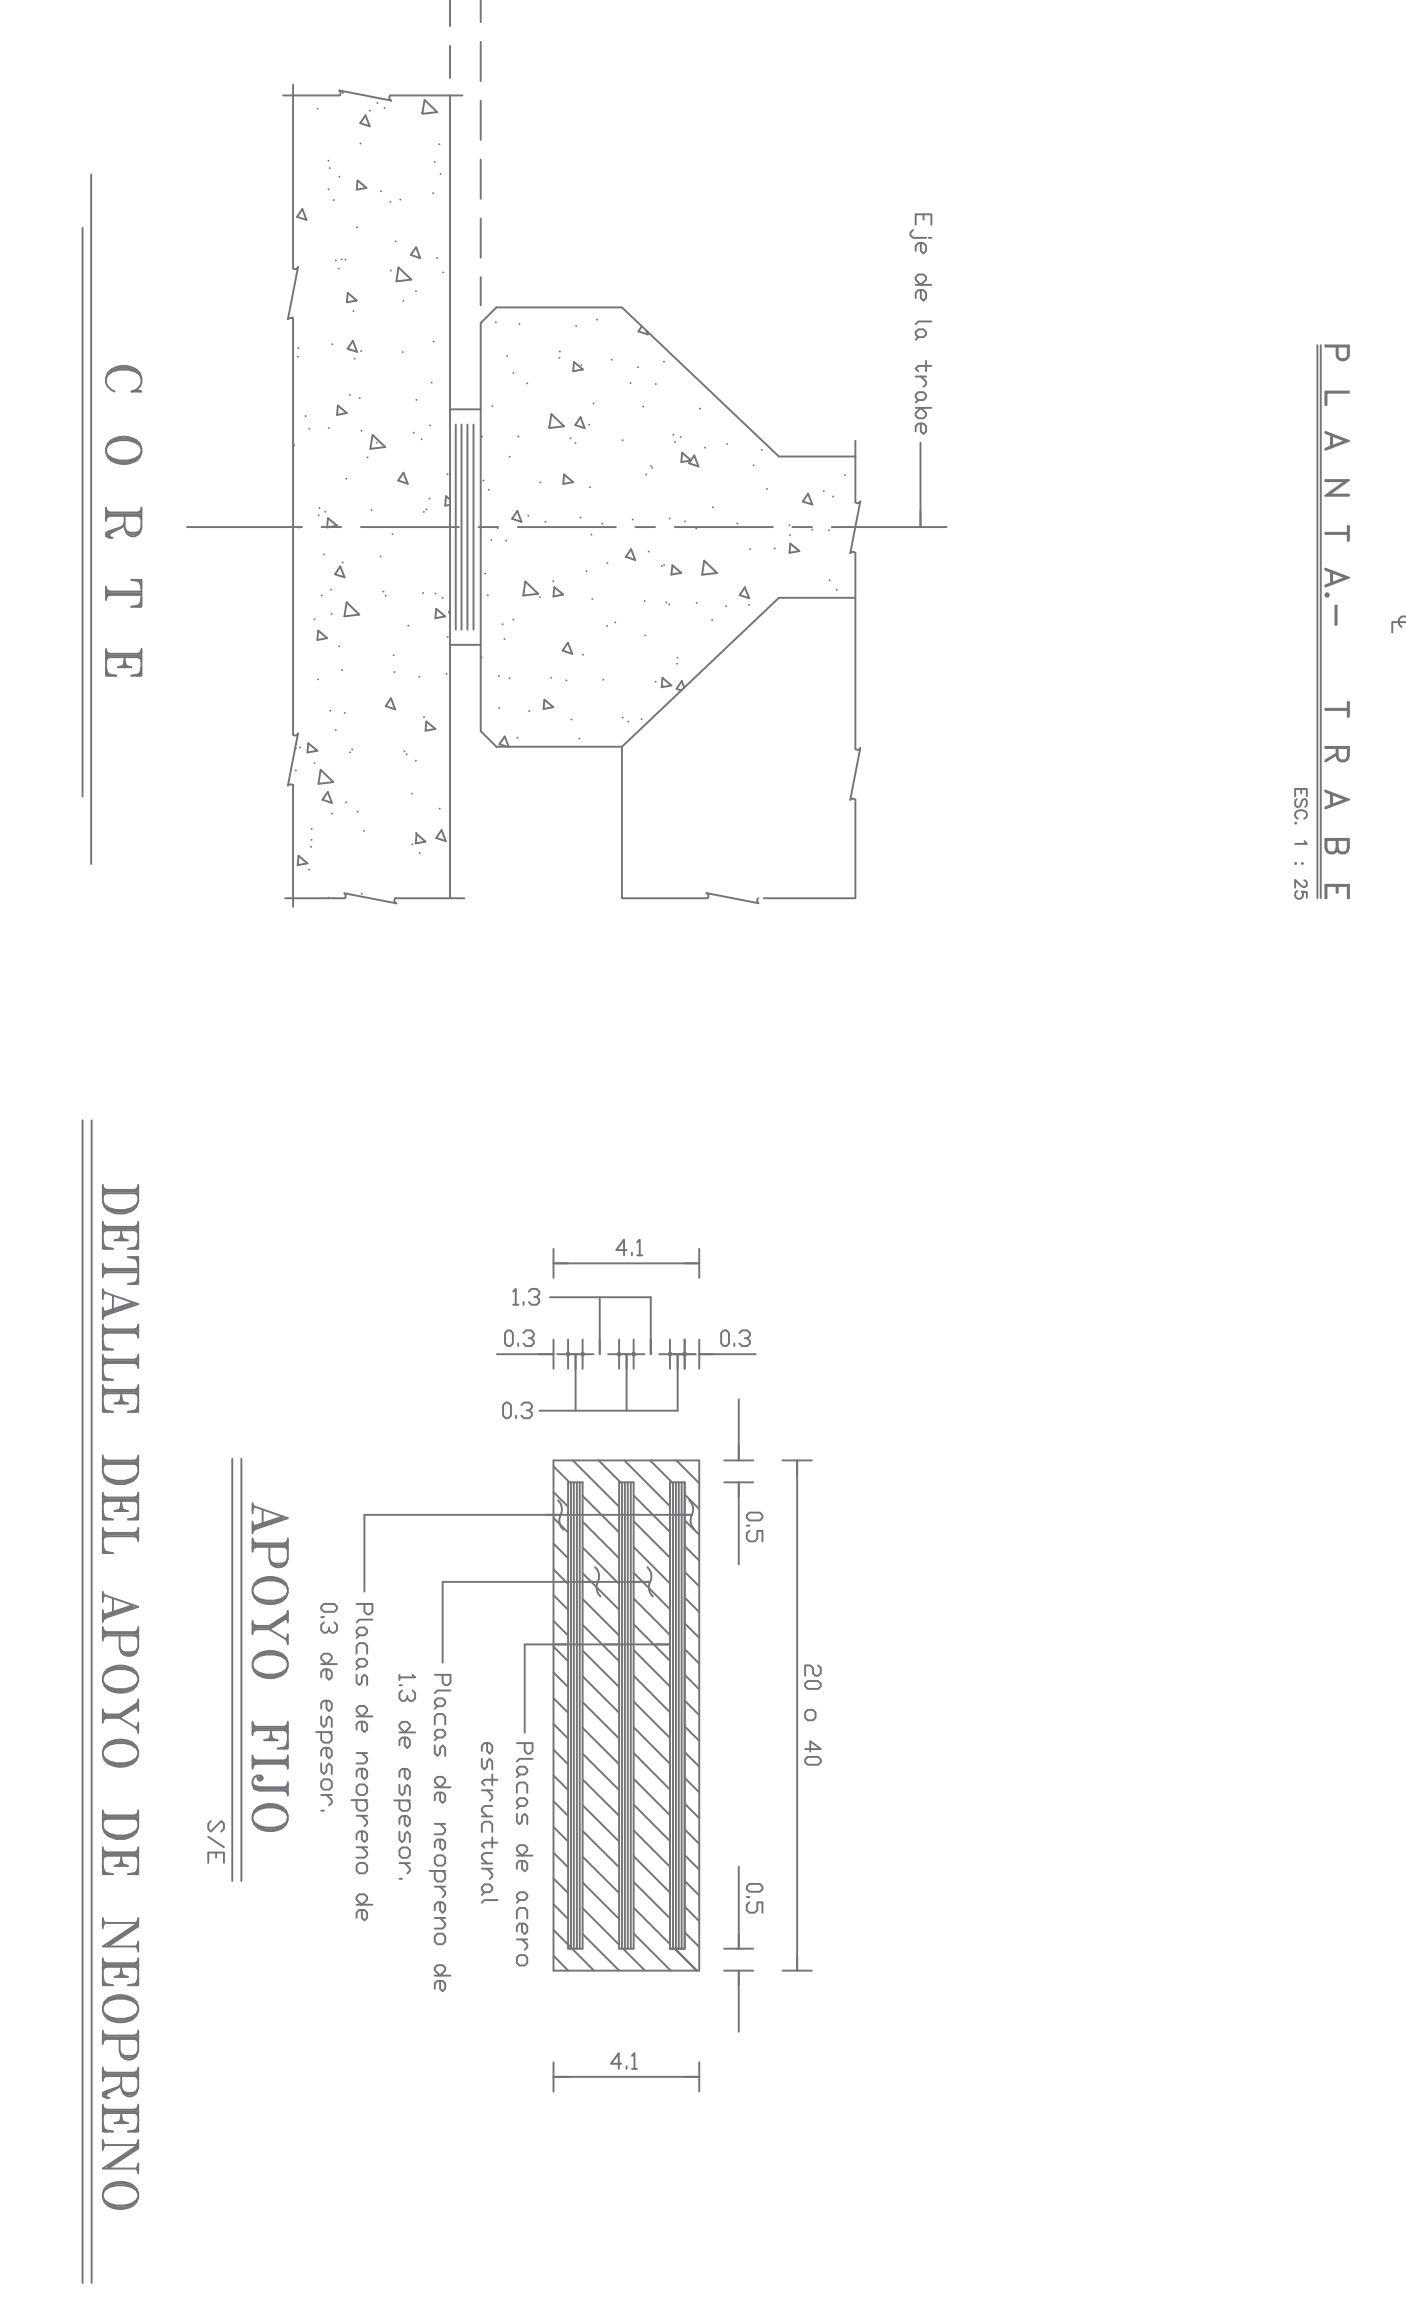 PLANTA.- TRABE
ESC. 1 : 25
℄
Eje de la trabe
CORTE
20 o 40
0.5
0.5
4.1
1.3
0.3
0.3
0.3
4.1
Placas de acero
estructural
Placas de neopreno de
1.3 de espesor.
Placas de neopreno de
0.3 de espesor.
APOYO FIJO
S/E
DETALLE DEL APOYO DE NEOPRENO